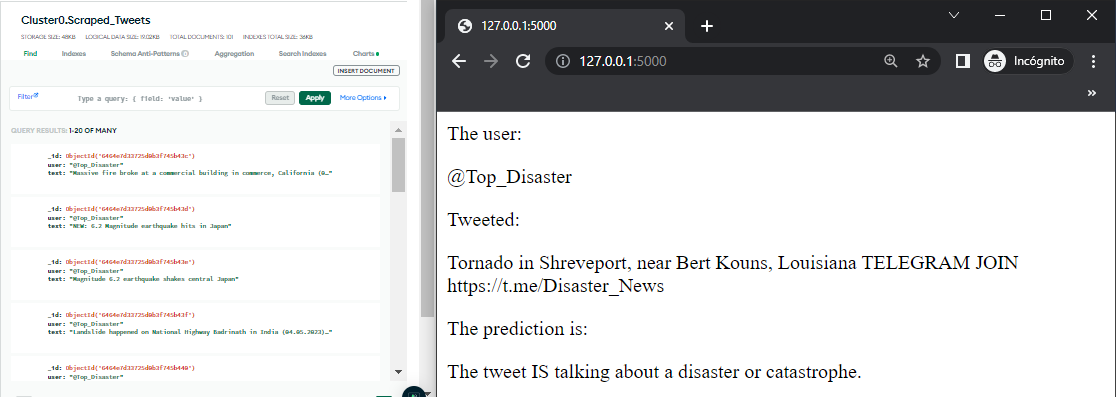 Cluster0.Scraped_Tweets
STORAGE SIZE: 48KB LOGICAL DATA SIZE: 19.02KB TOTAL DOCUMENTS: 101 INDEXES TOTAL SIZE: 36KB
Find Indexes Schema Anti-Patterns Aggregation Search Indexes Charts
INSERT DOCUMENT
Filter Type a query: { field: 'value' } Reset Apply More Options
QUERY RESULTS: 1-20 OF MANY
_id: ObjectId('6464e7d33725d0b3f745b43c')
user: "@Top_Disaster"
text: "Massive fire broke at a commercial building in commerce, California (0…"
_id: ObjectId('6464e7d33725d0b3f745b43d')
user: "@Top_Disaster"
text: "NEW: 6.2 Magnitude earthquake hits in Japan"
_id: ObjectId('6464e7d33725d0b3f745b43e')
user: "@Top_Disaster"
text: "Magnitude 6.2 earthquake shakes central Japan"
_id: ObjectId('6464e7d33725d0b3f745b43f')
user: "@Top_Disaster"
text: "Landslide happened on National Highway Badrinath in India (04.05.2023)…"
_id: ObjectId('6464e7d33725d0b3f745b440')
user: "@Top_Disaster"
127.0.0.1:5000
127.0.0.1:5000 Incógnito
»
The user:
@Top_Disaster
Tweeted:
Tornado in Shreveport, near Bert Kouns, Louisiana TELEGRAM JOIN
https://t.me/Disaster_News
The prediction is:
The tweet IS talking about a disaster or catastrophe.